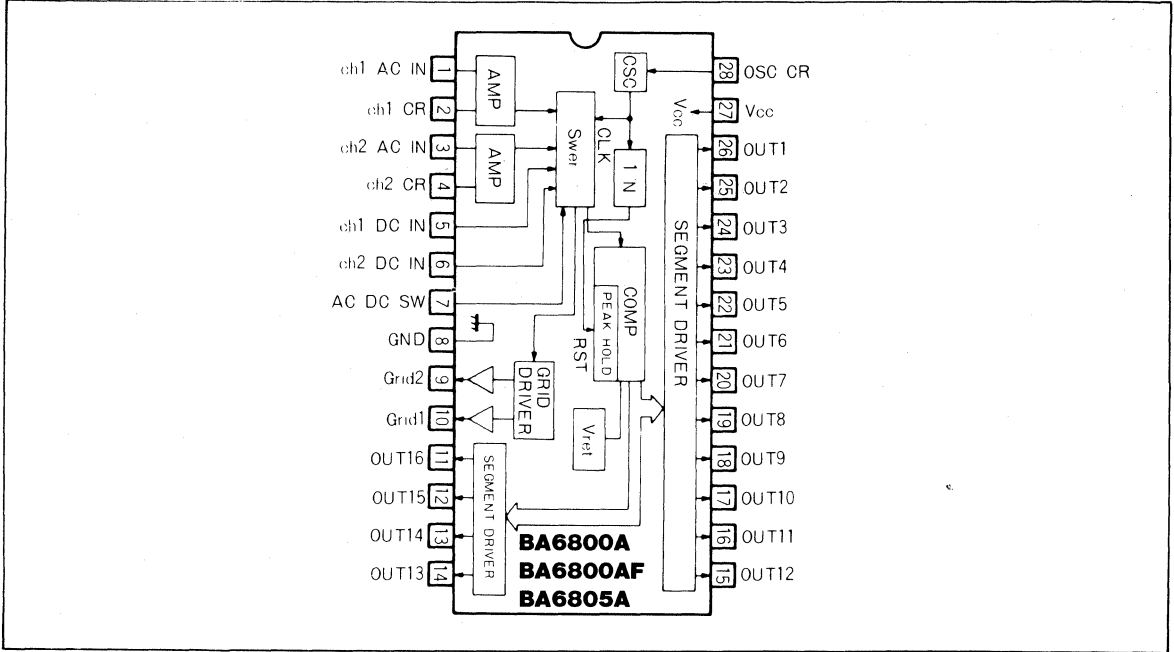 ch1 AC IN 1
ch1 CR 2
ch2 AC IN 3
ch2 CR 4
ch1 DC IN 5
ch2 DC IN 6
AC DC SW 7
GND 8
Grid2 9
Grid1 10
OUT16 11
OUT15 12
OUT14 13
OUT13 14
AMP
AMP
Swer
CSC
CLK
1 N
Vcc
COMP
PEAK HOLD
RST
GRID DRIVER
Vret
SEGMENT DRIVER
SEGMENT DRIVER
BA6800A
BA6800AF
BA6805A
28 OSC CR
27 Vcc
26 OUT1
25 OUT2
24 OUT3
23 OUT4
22 OUT5
21 OUT6
20 OUT7
19 OUT8
18 OUT9
17 OUT10
16 OUT11
15 OUT12